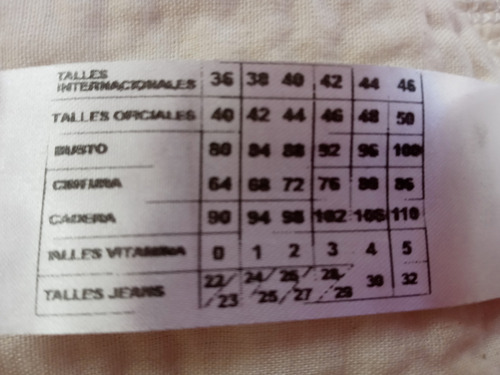 TALLES
INTERNACIONALES 36 38 40 42 44 46
TALLES OFICIALES 40 42 44 46 48 50
BUSTO 80 84 88 92 96 100
CINTURA 64 68 72 76 80 86
CADERA 90 94 98 102 106 110
TALLES VITAMINA 0 1 2 3 4 5
TALLES JEANS 22/23 24/25 26/27 28/29 30 32